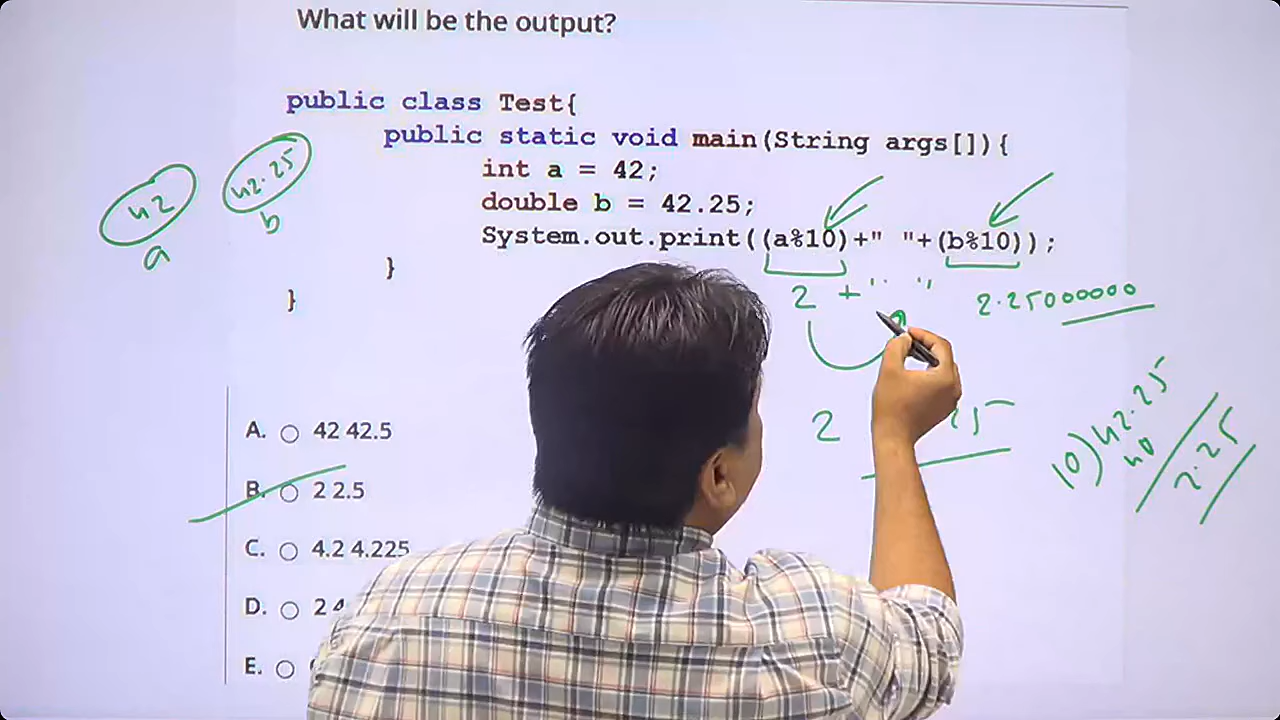 What will be the output?
public class Test{
public static void main(String args[]){
int a = 42;
double b = 42.25;
System.out.print((a%10)+" "+(b%10));
}
}
42
a
42.25
b
2 + " "
2.25000000
2 25
10)42.25
40
2.25
A. 42 42.5
B. 2 2.5
C. 4.2 4.225
D. 2
E.